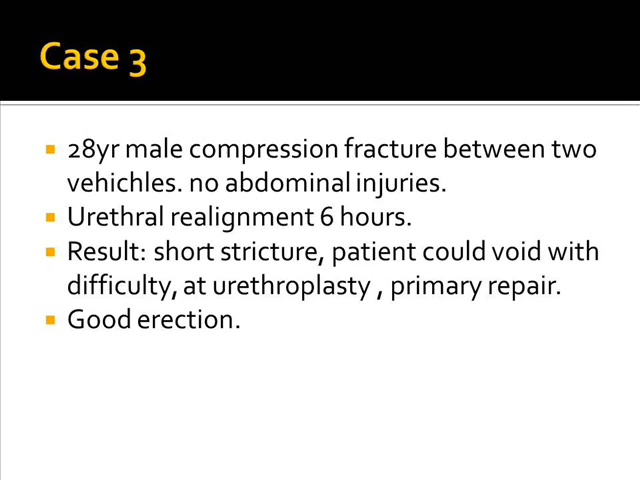 Case 3
28yr male compression fracture between two
vehichles. no abdominal injuries.
Urethral realignment 6 hours.
Result: short stricture, patient could void with
difficulty, at urethroplasty , primary repair.
Good erection.